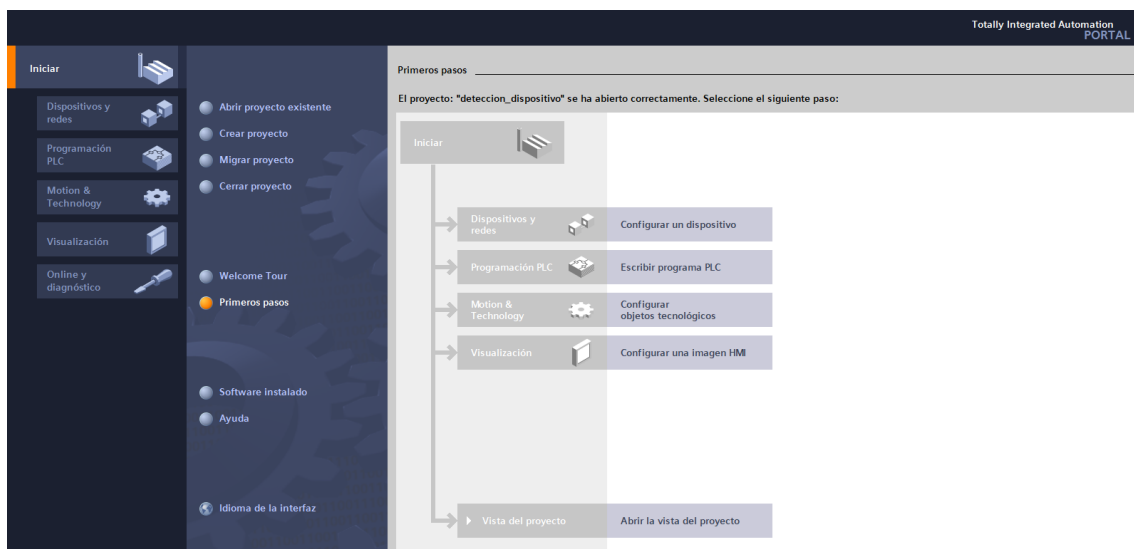 Totally Integrated Automation
PORTAL
Iniciar
Dispositivos y
redes
Programación
PLC
Motion &
Technology
Visualización
Online y
diagnóstico
Abrir proyecto existente
Crear proyecto
Migrar proyecto
Cerrar proyecto
Welcome Tour
Primeros pasos
Software instalado
Ayuda
Idioma de la interfaz
Primeros pasos
El proyecto: "deteccion_dispositivo" se ha abierto correctamente. Seleccione el siguiente paso:
Iniciar
Dispositivos y
redes
Configurar un dispositivo
Programación PLC
Escribir programa PLC
Motion &
Technology
Configurar
objetos tecnológicos
Visualización
Configurar una imagen HMI
Vista del proyecto
Abrir la vista del proyecto